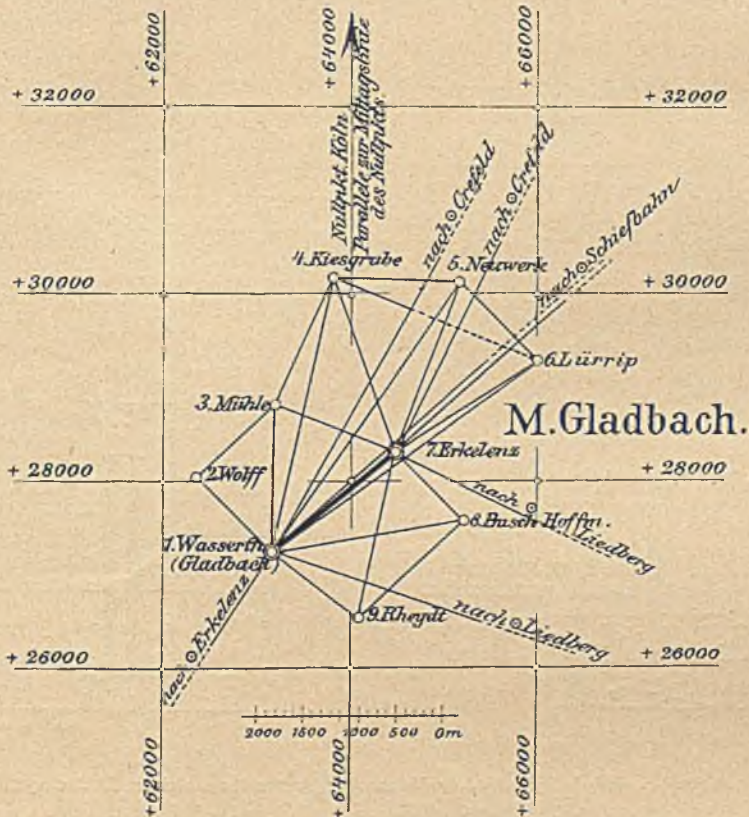 +62000
+64000
+66000
+ 32000
+ 32000
Nullpkt Köln
Parallele zur Mittagslinie
des Nullpkts
nach Crefeld
nach Crefeld
nach Schiefbahn
4. Kiesgrube
5. Neuwerk
+ 30000
+ 30000
6. Lürrip
3. Mühle
M. Gladbach.
7. Erkelenz
+ 28000
+ 28000
2. Wolff
nach
Liedberg
8. Busch Hoffm.
1. Wasserth.
(Gladbach)
nach Erkelenz
9. Rheydt
nach Liedberg
+ 26000
+ 26000
2000 1500 1000 500 0m
+62000
+64000
+66000